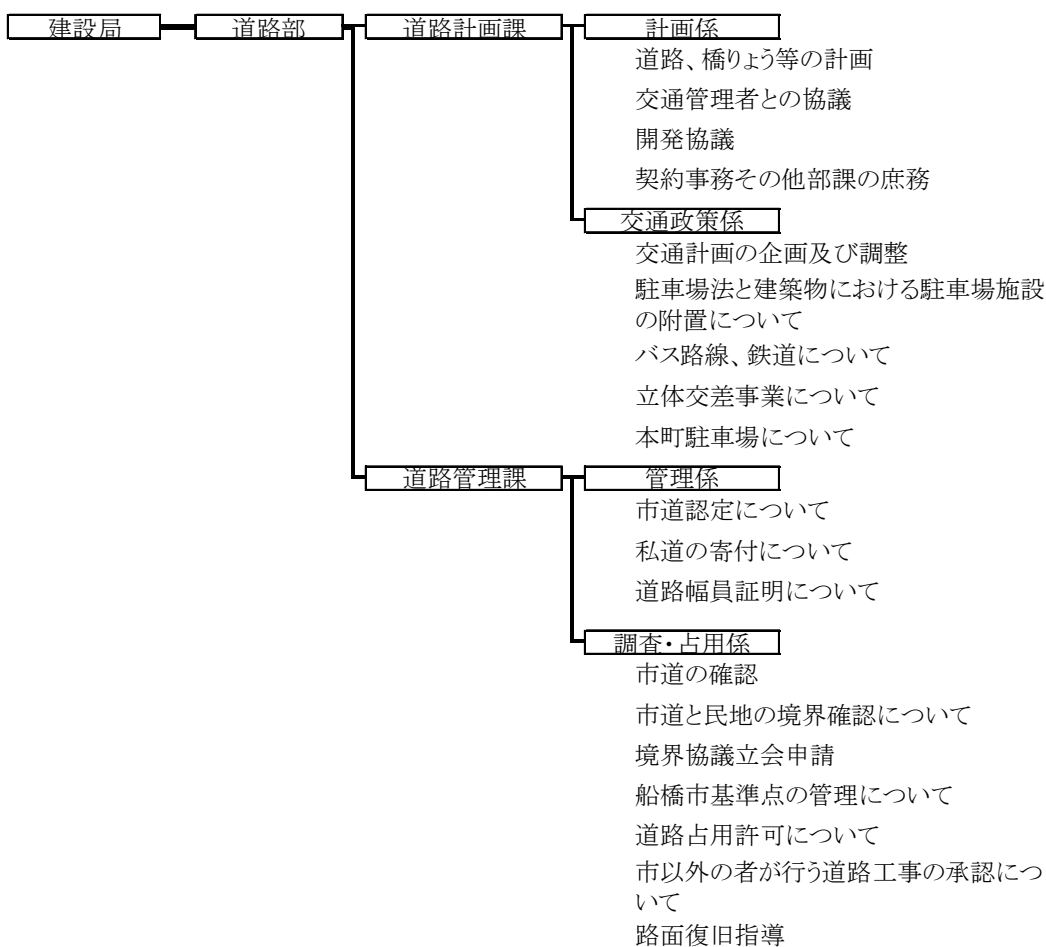 建設局 道路部 道路計画課 計画係
道路、橋りょう等の計画
交通管理者との協議
開発協議
契約事務その他部課の庶務
交通政策係
交通計画の企画及び調整
駐車場法と建築物における駐車場施設
の附置について
バス路線、鉄道について
立体交差事業について
本町駐車場について
道路管理課 管理係
市道認定について
私道の寄付について
道路幅員証明について
調査・占用係
市道の確認
市道と民地の境界確認について
境界協議立会申請
船橋市基準点の管理について
道路占用許可について
市以外の者が行う道路工事の承認につ
いて
路面復旧指導